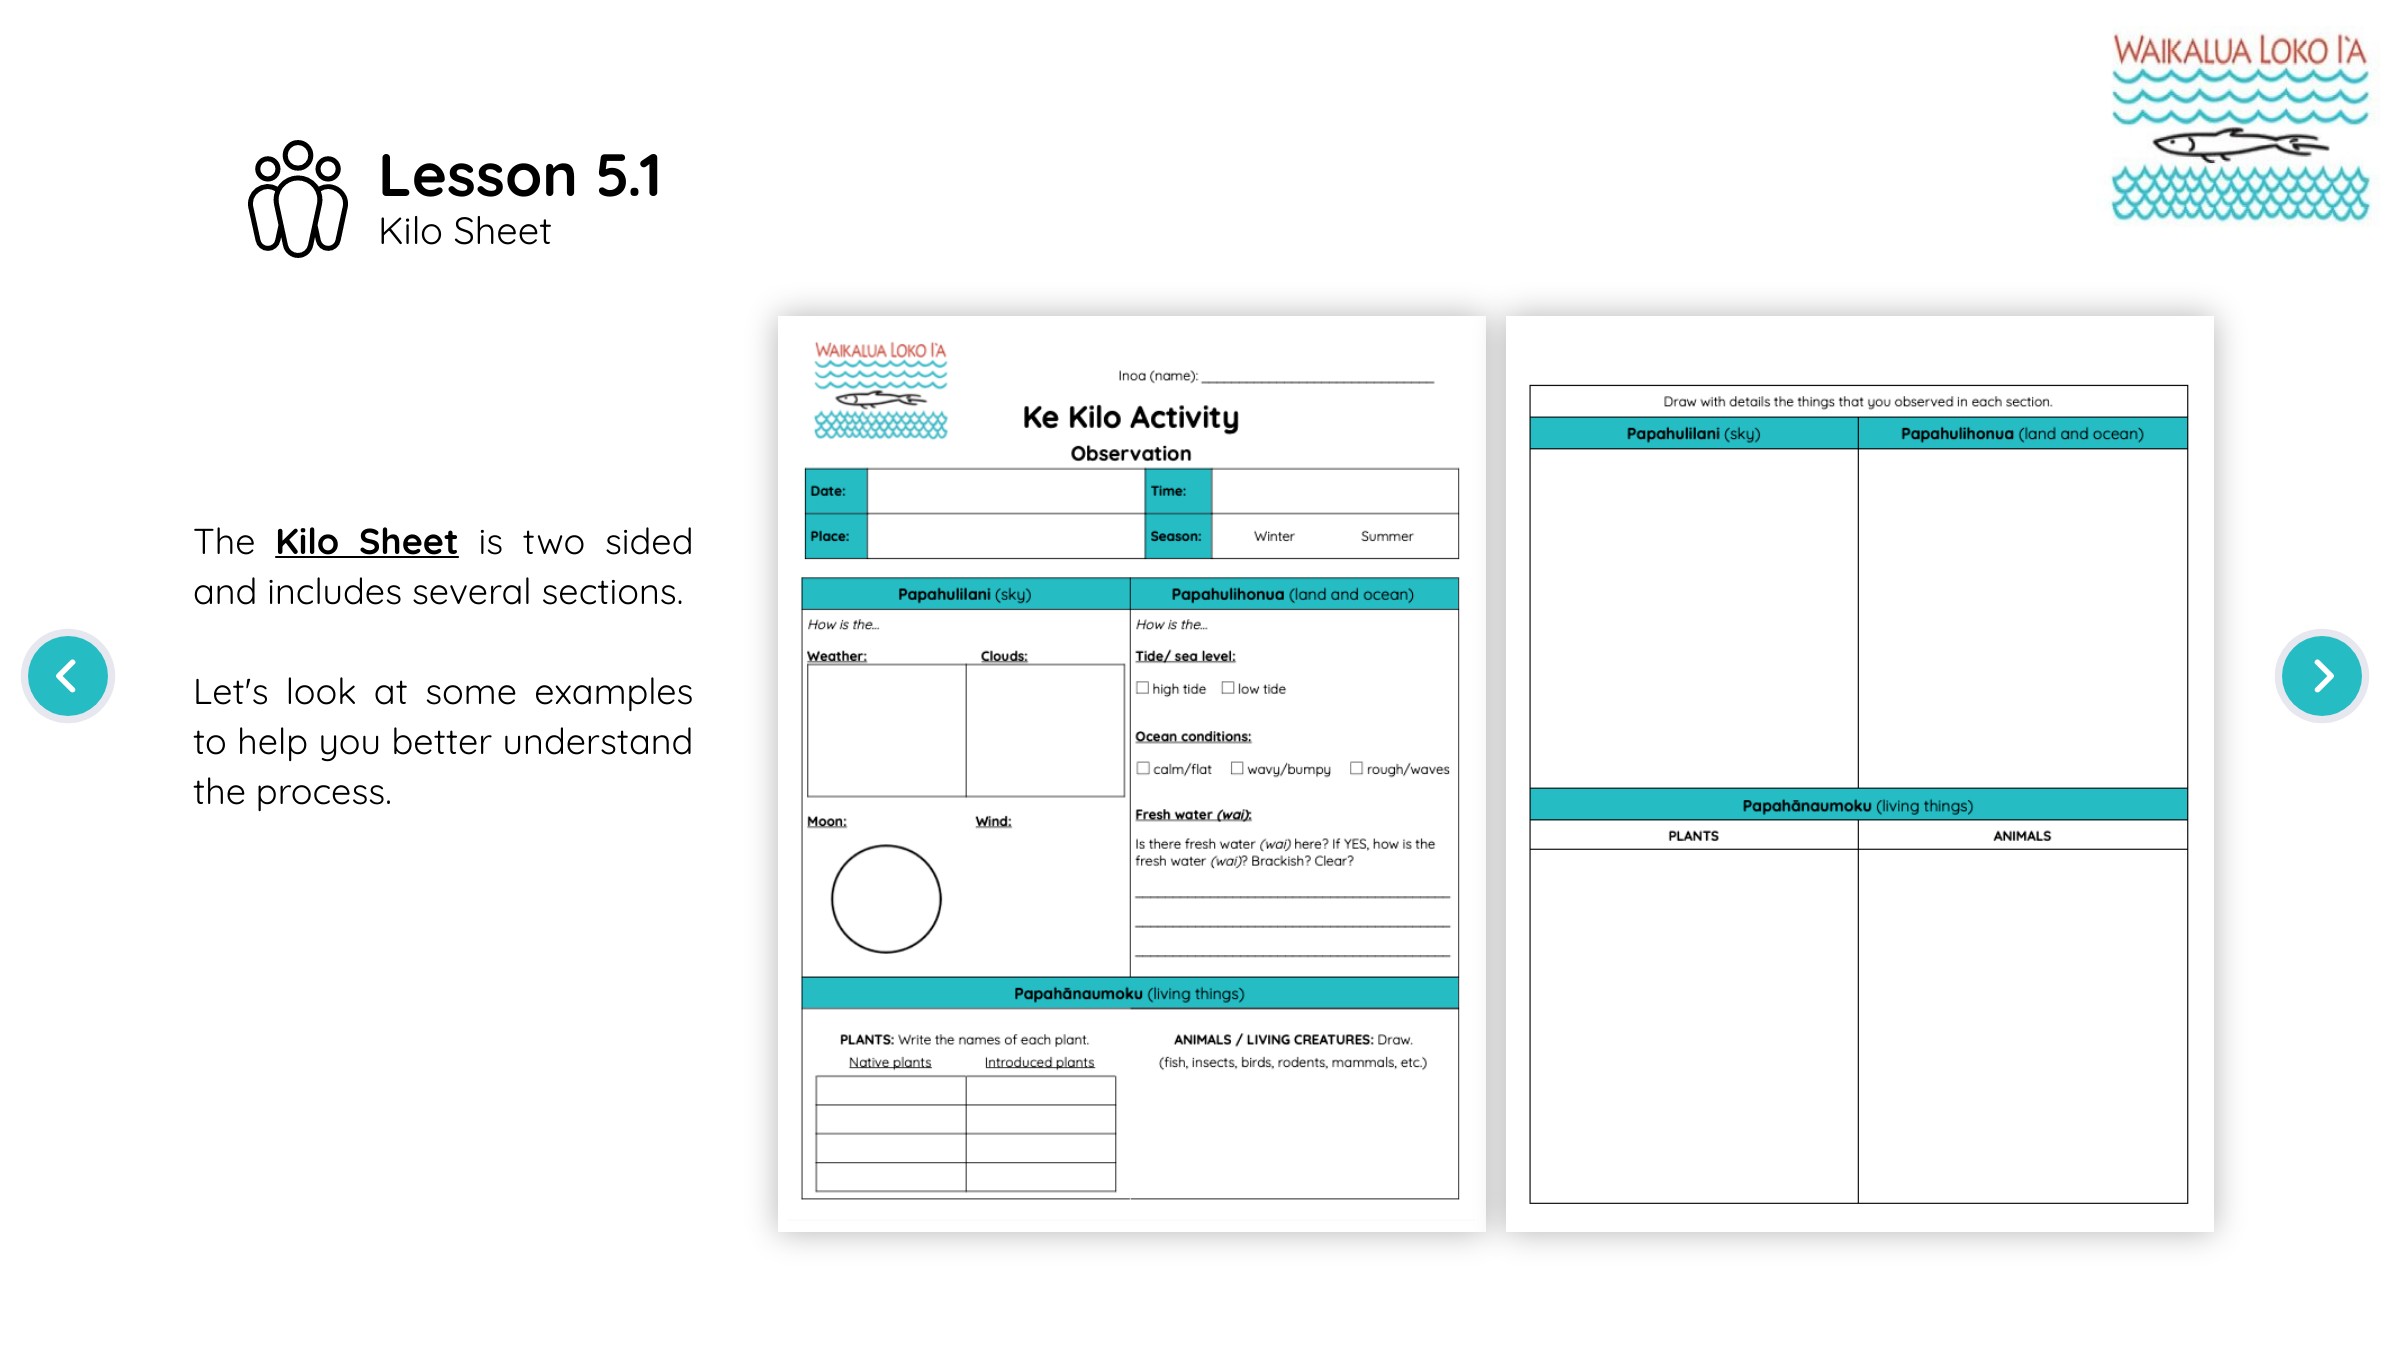 WAIKALUA LOKO I'A
Lesson 5.1
Kilo Sheet
The Kilo Sheet is two sided
and includes several sections.
Let's look at some examples
to help you better understand
the process.
WAIKALUA LOKO I'A
Inoa (name): ______________________________
Ke Kilo Activity
Observation
Date: Time:
Place: Season: Winter Summer
Papahulilani (sky) Papahulihonua (land and ocean)
How is the...
Weather: Clouds:
Moon: Wind:
How is the...
Tide/ sea level:
☐ high tide ☐ low tide
Ocean conditions:
☐ calm/flat ☐ wavy/bumpy ☐ rough/waves
Fresh water (wai):
Is there fresh water (wai) here? If YES, how is the
fresh water (wai)? Brackish? Clear?
Papahānaumoku (living things)
PLANTS: Write the names of each plant.
Native plants Introduced plants
ANIMALS / LIVING CREATURES: Draw.
(fish, insects, birds, rodents, mammals, etc.)
Draw with details the things that you observed in each section.
Papahulilani (sky) Papahulihonua (land and ocean)
Papahānaumoku (living things)
PLANTS ANIMALS